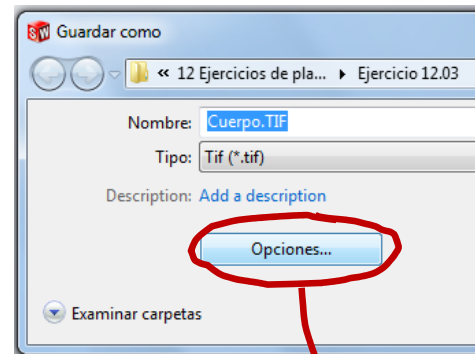 Guardar como
« 12 Ejercicios de pla... ▸ Ejercicio 12.03
Nombre: Cuerpo.TIF
Tipo: Tif (*.tif)
Description: Add a description
Opciones...
Examinar carpetas